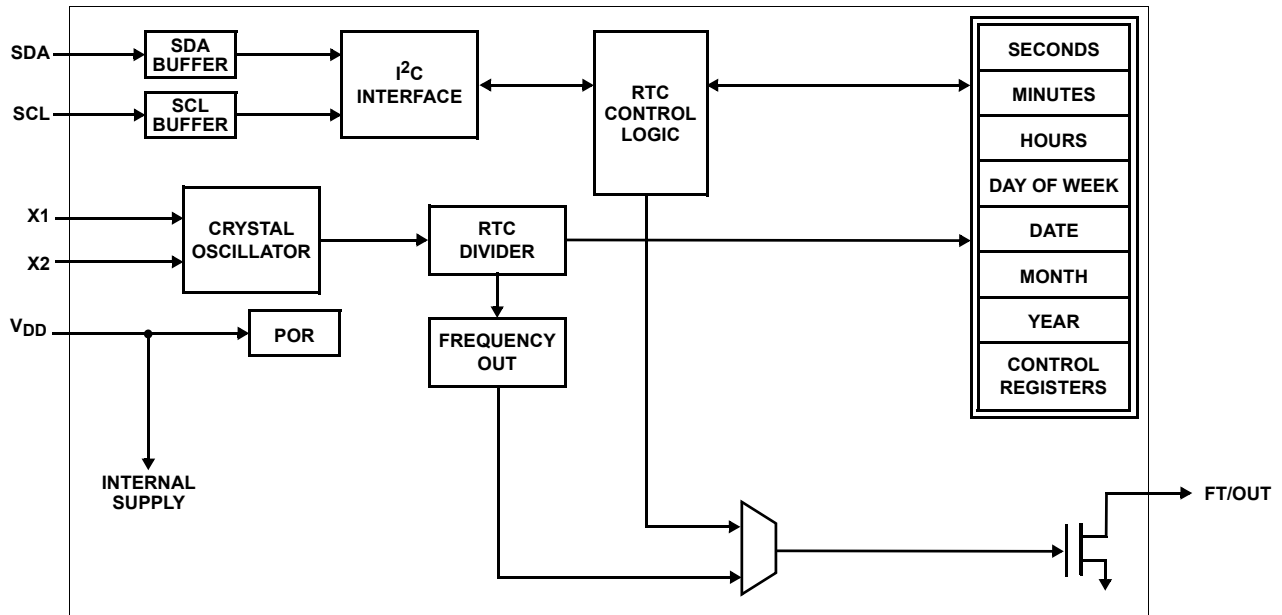 SDA
SDA
BUFFER
SCL
SCL
BUFFER
I²C
INTERFACE
RTC
CONTROL
LOGIC
SECONDS
MINUTES
HOURS
DAY OF WEEK
DATE
MONTH
YEAR
CONTROL
REGISTERS
X1
X2
CRYSTAL
OSCILLATOR
RTC
DIVIDER
VDD
POR
FREQUENCY
OUT
INTERNAL
SUPPLY
FT/OUT